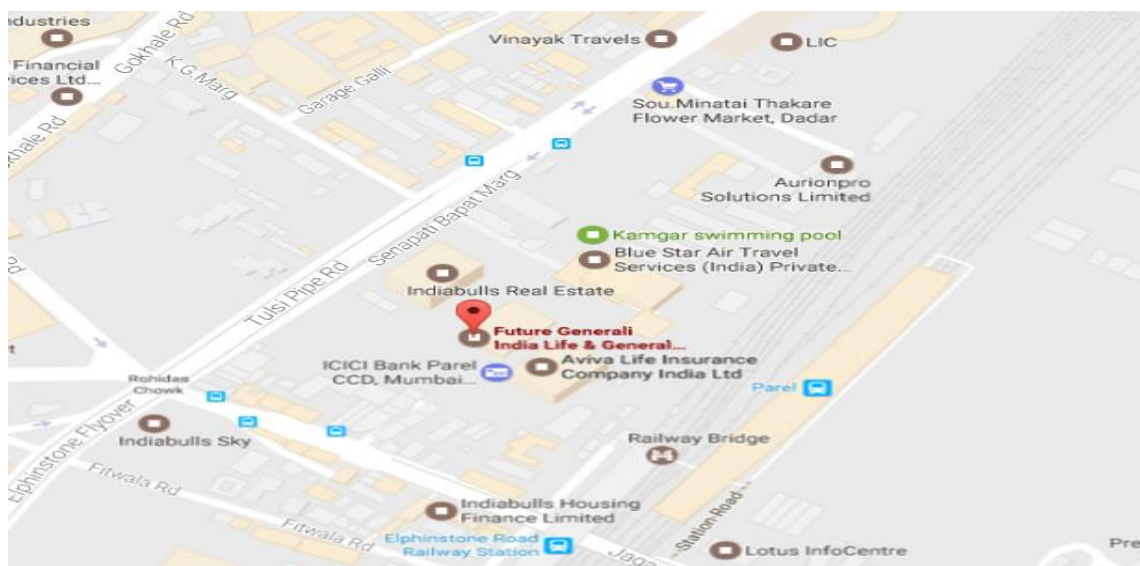 ndustries
Gokhale Rd
Vinayak Travels
LIC
Financial
ices Ltd...
K.G.Marg
Garage Galli
Sou.Minatai Thakare
Flower Market, Dadar
khale Rd
Aurionpro
Solutions Limited
Senapati Bapat Marg
Kamgar swimming pool
Blue Star Air Travel
Services (India) Private...
Indiabulls Real Estate
Tulsi Pipe Rd
Future Generali
India Life & General...
ICICI Bank Parel
CCD, Mumbai...
Aviva Life Insurance
Company India Ltd
Parel
Rohidas
Chowk
Elphinstone Flyover
Indiabulls Sky
Railway Bridge
Fitwala Rd
Indiabulls Housing
Finance Limited
Fitwala Rd
Elphinstone Road
Railway Station
Jaga
Station Road
Lotus InfoCentre
Pre